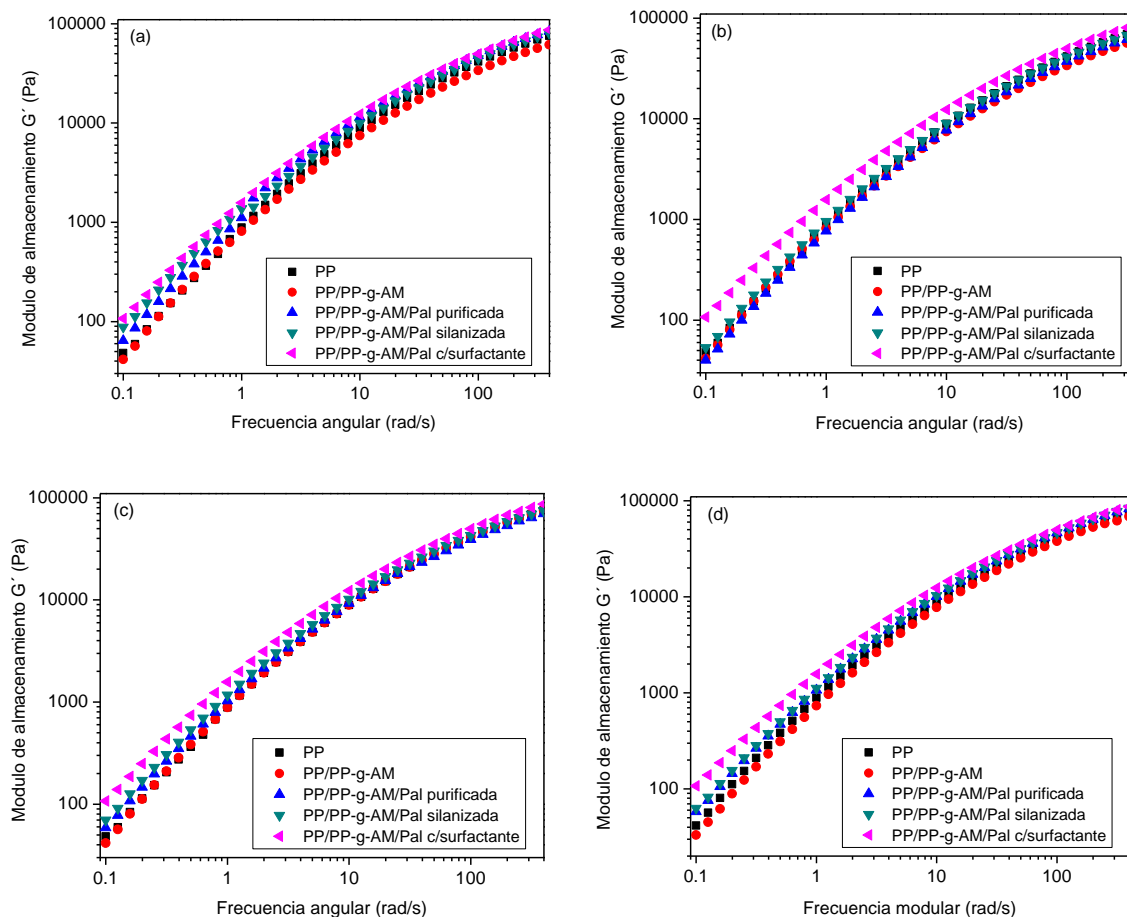 (a)
Modulo de almacenamiento G´ (Pa)
100000
10000
1000
100
PP
PP/PP-g-AM
PP/PP-g-AM/Pal purificada
PP/PP-g-AM/Pal silanizada
PP/PP-g-AM/Pal c/surfactante
0.1
1
10
100
Frecuencia angular (rad/s)
(b)
Modulo de almacenamiento G´ (Pa)
100000
10000
1000
100
PP
PP/PP-g-AM
PP/PP-g-AM/Pal purificada
PP/PP-g-AM/Pal silanizada
PP/PP-g-AM/Pal c/surfactante
0.1
1
10
100
Frecuencia angular (rad/s)
(c)
Modulo de almacenamiento G´ (Pa)
100000
10000
1000
100
PP
PP/PP-g-AM
PP/PP-g-AM/Pal purificada
PP/PP-g-AM/Pal silanizada
PP/PP-g-AM/Pal c/surfactante
0.1
1
10
100
Frecuencia angular (rad/s)
(d)
Modulo de almacenamiento G´ (Pa)
100000
10000
1000
100
PP
PP/PP-g-AM
PP/PP-g-AM/Pal purificada
PP/PP-g-AM/Pal silanizada
PP/PP-g-AM/Pal c/surfactante
0.1
1
10
100
Frecuencia modular (rad/s)